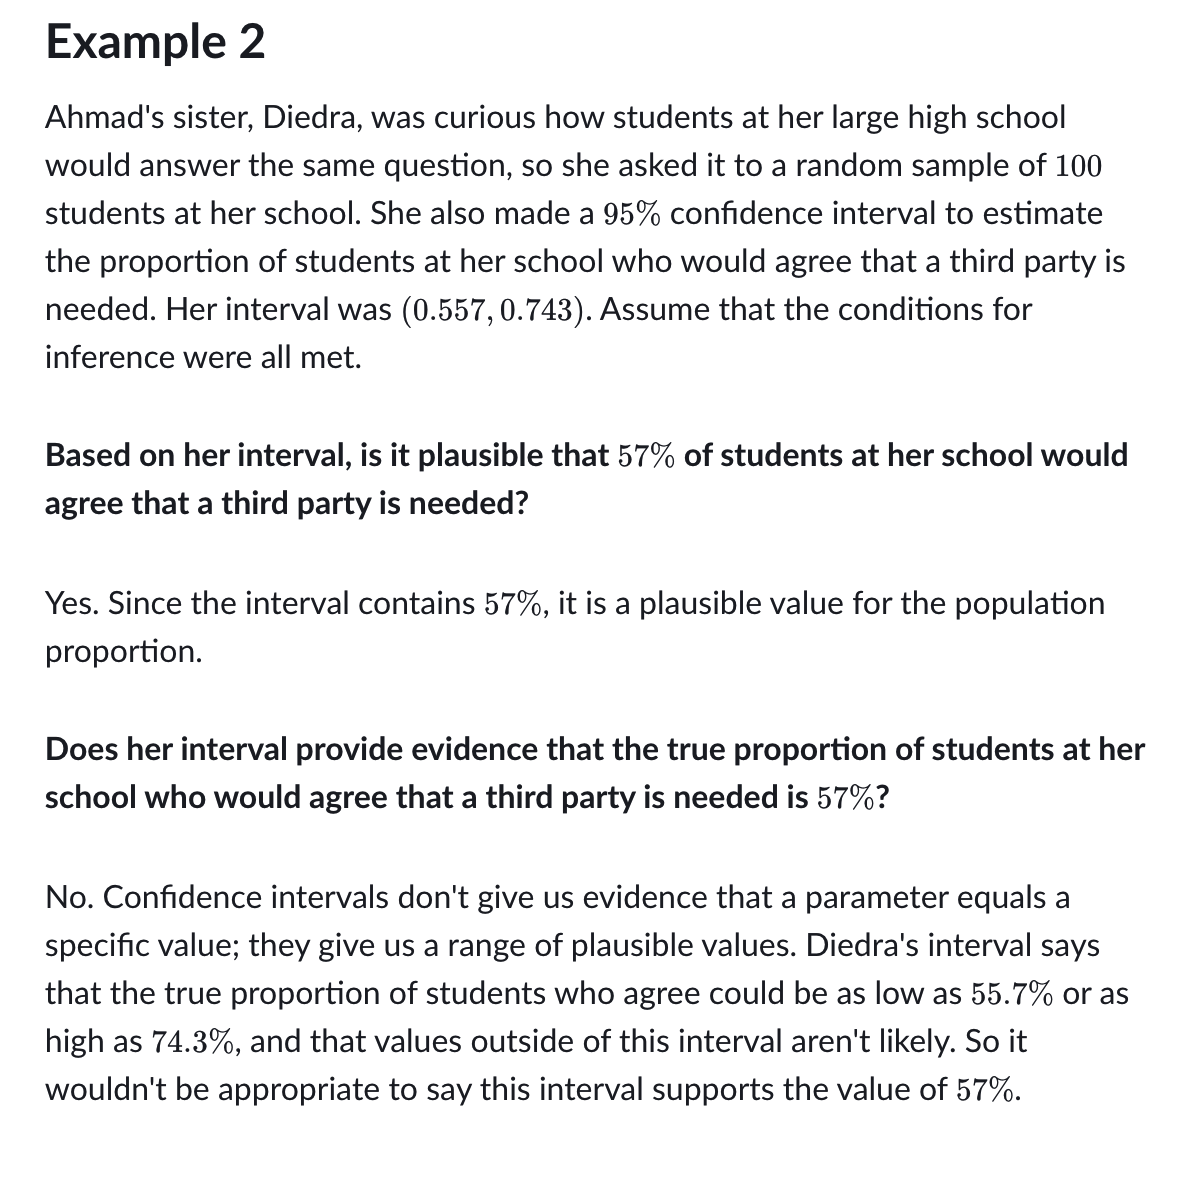 Example 2
Ahmad's sister, Diedra, was curious how students at her large high school
would answer the same question, so she asked it to a random sample of 100
students at her school. She also made a 95% confidence interval to estimate
the proportion of students at her school who would agree that a third party is
needed. Her interval was (0.557, 0.743). Assume that the conditions for
inference were all met.
Based on her interval, is it plausible that 57% of students at her school would
agree that a third party is needed?
Yes. Since the interval contains 57%, it is a plausible value for the population
proportion.
Does her interval provide evidence that the true proportion of students at her
school who would agree that a third party is needed is 57%?
No. Confidence intervals don't give us evidence that a parameter equals a
specific value; they give us a range of plausible values. Diedra's interval says
that the true proportion of students who agree could be as low as 55.7% or as
high as 74.3%, and that values outside of this interval aren't likely. So it
wouldn't be appropriate to say this interval supports the value of 57%.